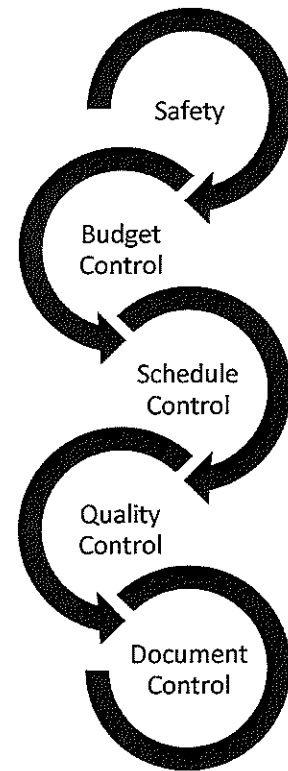 Safety
Budget
Control
Schedule
Control
Quality
Control
Document
Control